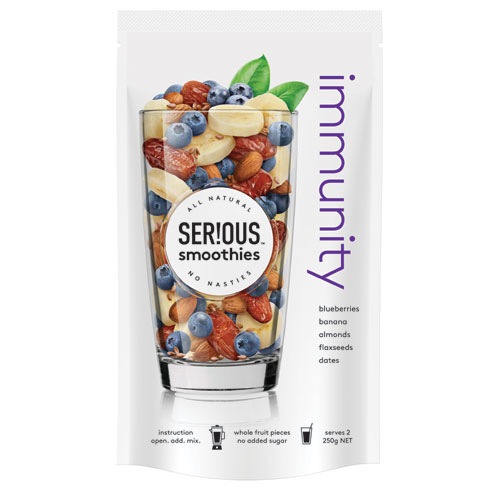 immunity
ALL NATURAL
SER!OUS™
smoothies
NO NASTIES
blueberries
banana
almonds
flaxseeds
dates
instruction
open. add. mix.
whole fruit pieces
no added sugar
serves 2
250g NET